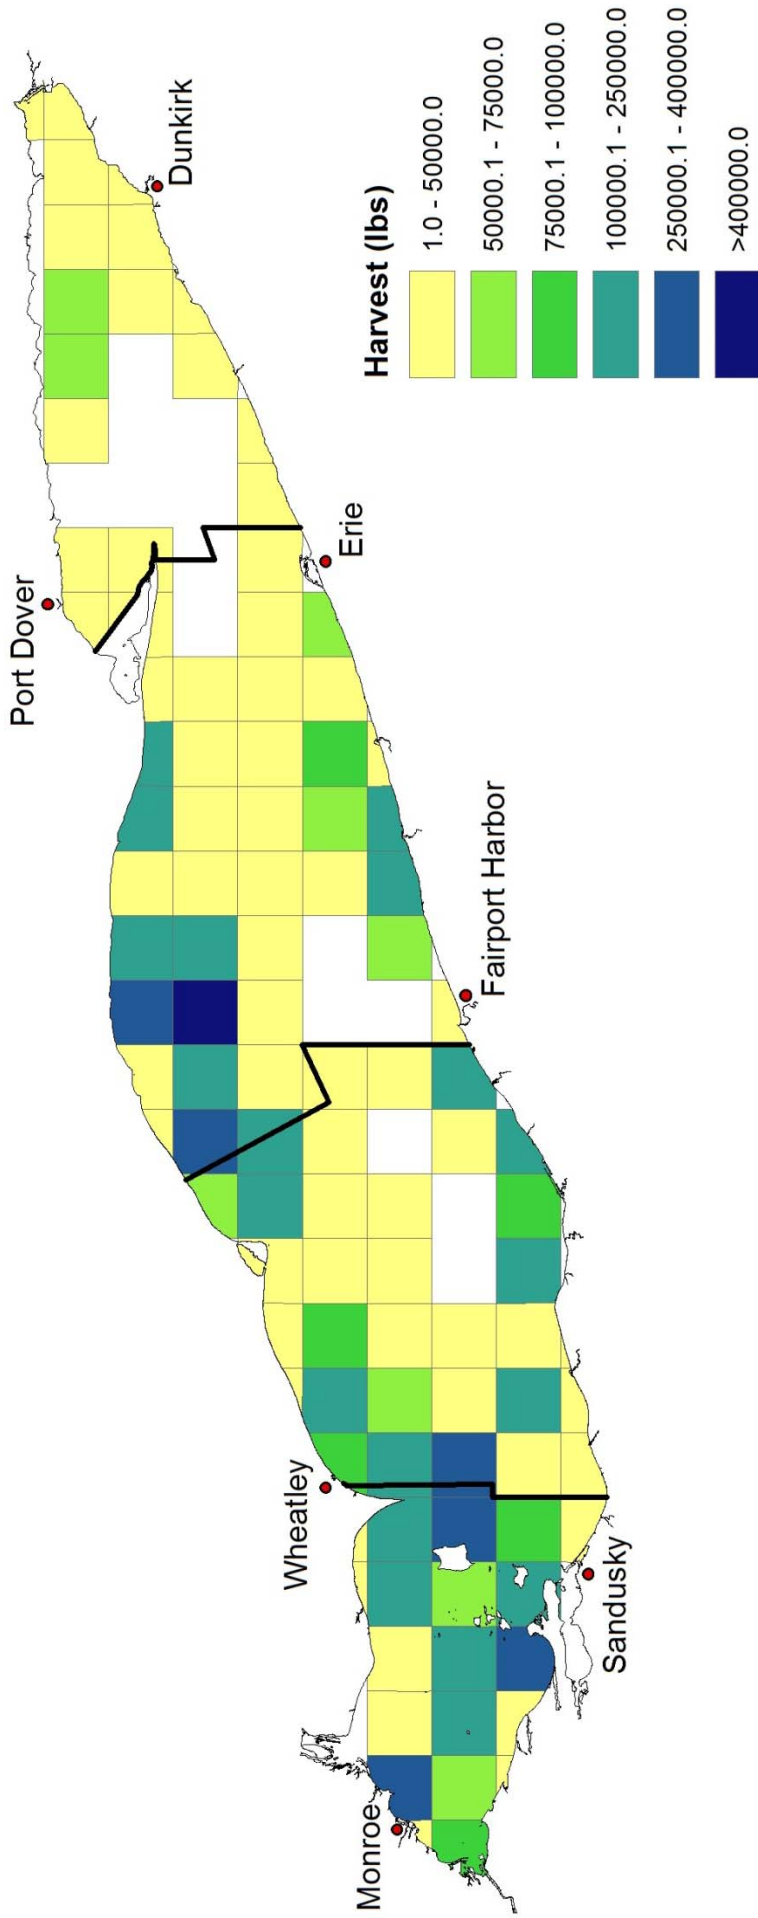 Port Dover
Dunkirk
Erie
Wheatley
Fairport Harbor
Monroe
Sandusky
Harvest (lbs)
1.0 - 50000.0
50000.1 - 75000.0
75000.1 - 100000.0
100000.1 - 250000.0
250000.1 - 400000.0
>400000.0